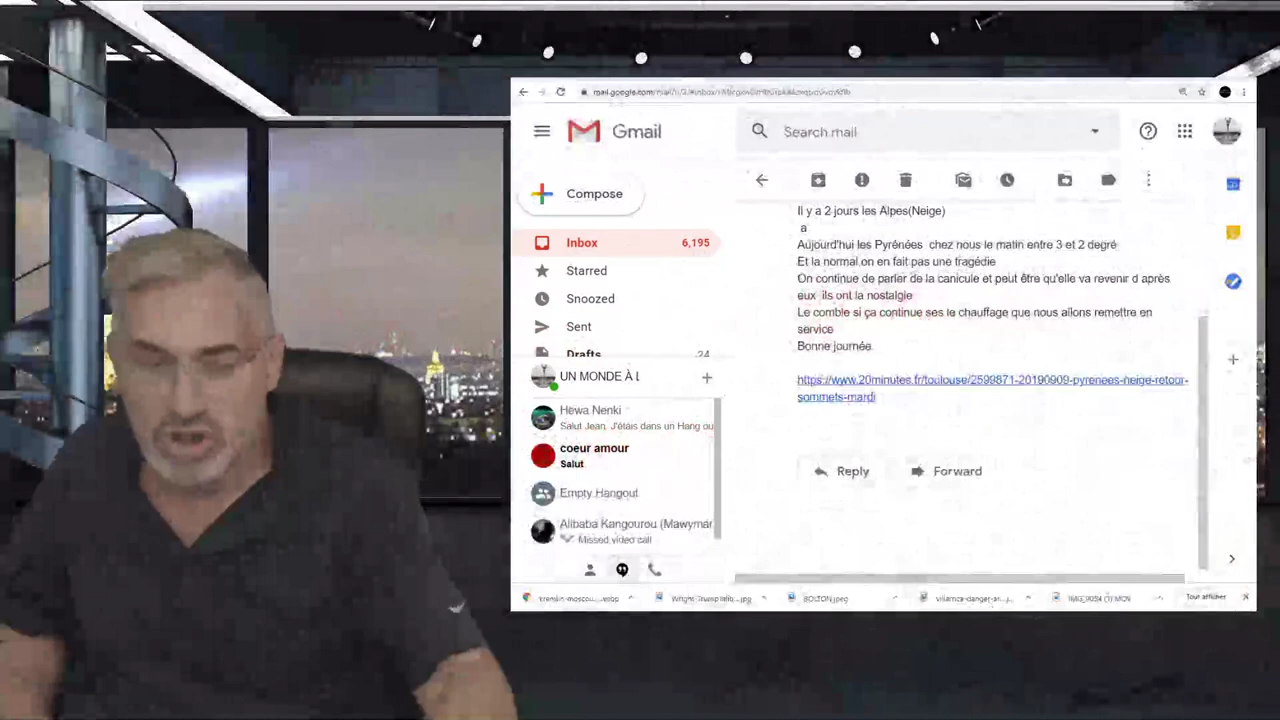 Gmail
Search mail
Compose
Il y a 2 jours les Alpes(Neige)
Inbox 6,195
a
Aujourd'hui les Pyrénées chez nous le matin entre 3 et 2 degré
Et la normal on en fait pas une tragédie
Starred
On continue de parler de la canicule et peut être qu'elle va revenir d après
eux ils ont la nostalgie
Snoozed
Le comble si ça continue ses le chauffage que nous allons remettre en
service
Sent
Bonne journée
Drafts 24
UN MONDE À L
https://www.20minutes.fr/toulouse/2599871-20190909-pyrenees-neige-retour-
sommets-mardi
Hewa Nenki
Salut Jean. J'étais dans un Hang ou
coeur amour
Salut
Reply Forward
Empty Hangout
Alibaba Kangourou (Mawymar
Missed video call
BOLTON.jpeg
Tout afficher